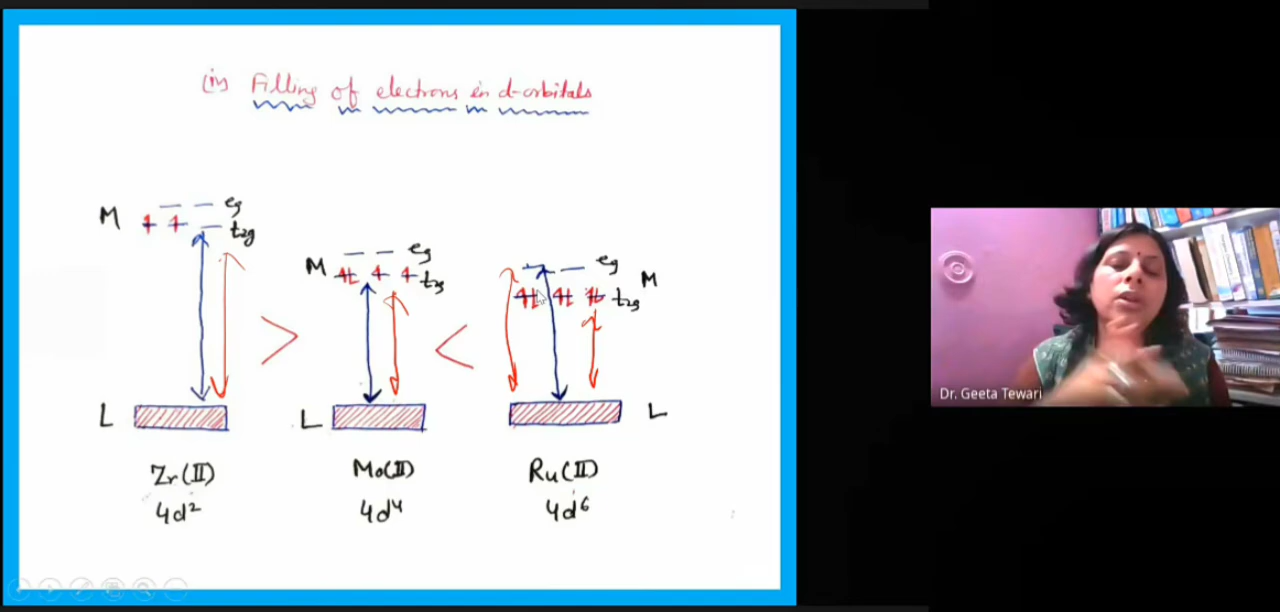 (iv) Filling of electrons in d-orbitals
M eg
t2g
M eg
t2g
eg M
t2g
> <
L L L
Zr(II) Mo(II) Ru(II)
4d² 4d⁴ 4d⁶
Dr. Geeta Tewari